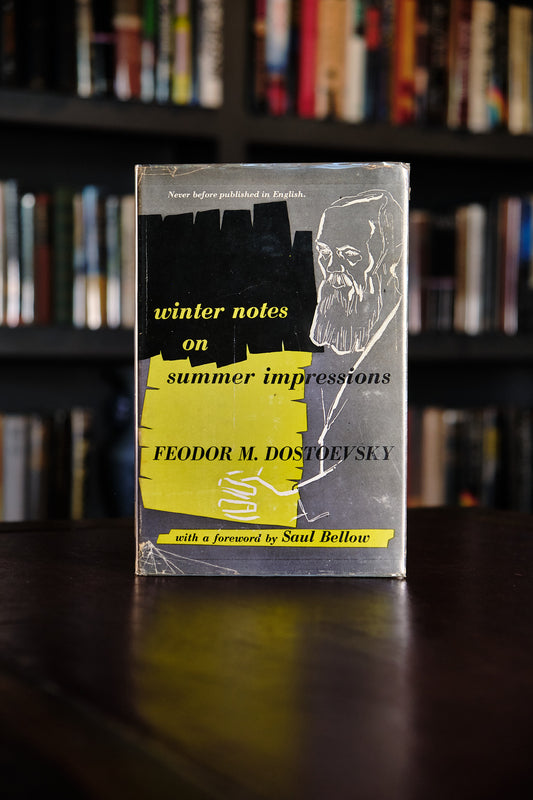 Never before published in English.
winter notes
on
summer impressions
FEODOR M. DOSTOEVSKY
with a foreword by Saul Bellow